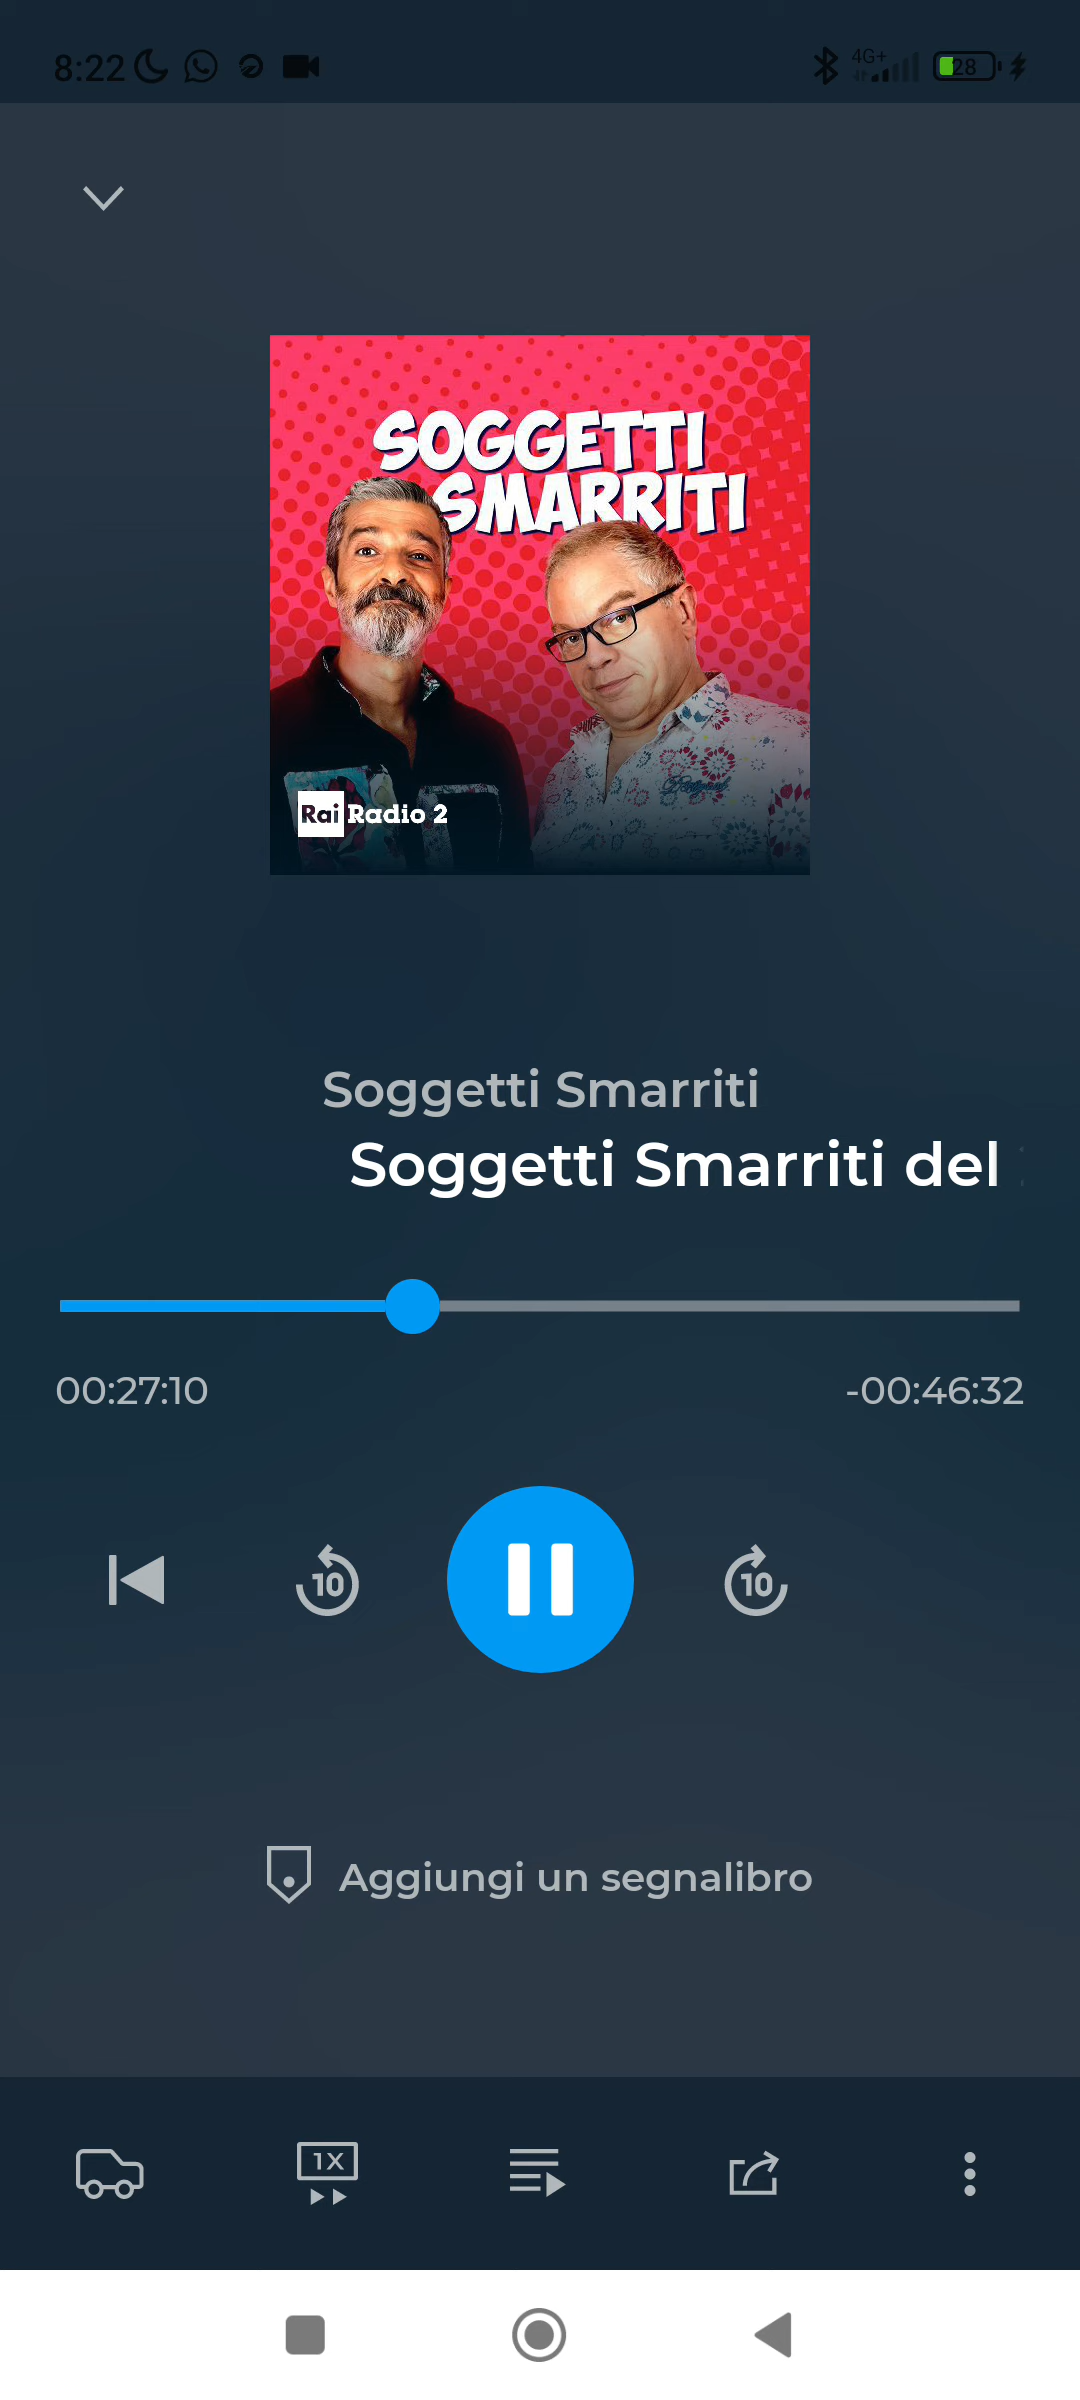 8:22
4G+
28
SOGGETTI
SMARRITI
Rai Radio 2
Soggetti Smarriti
Soggetti Smarriti del
00:27:10
-00:46:32
10
10
Aggiungi un segnalibro
1X